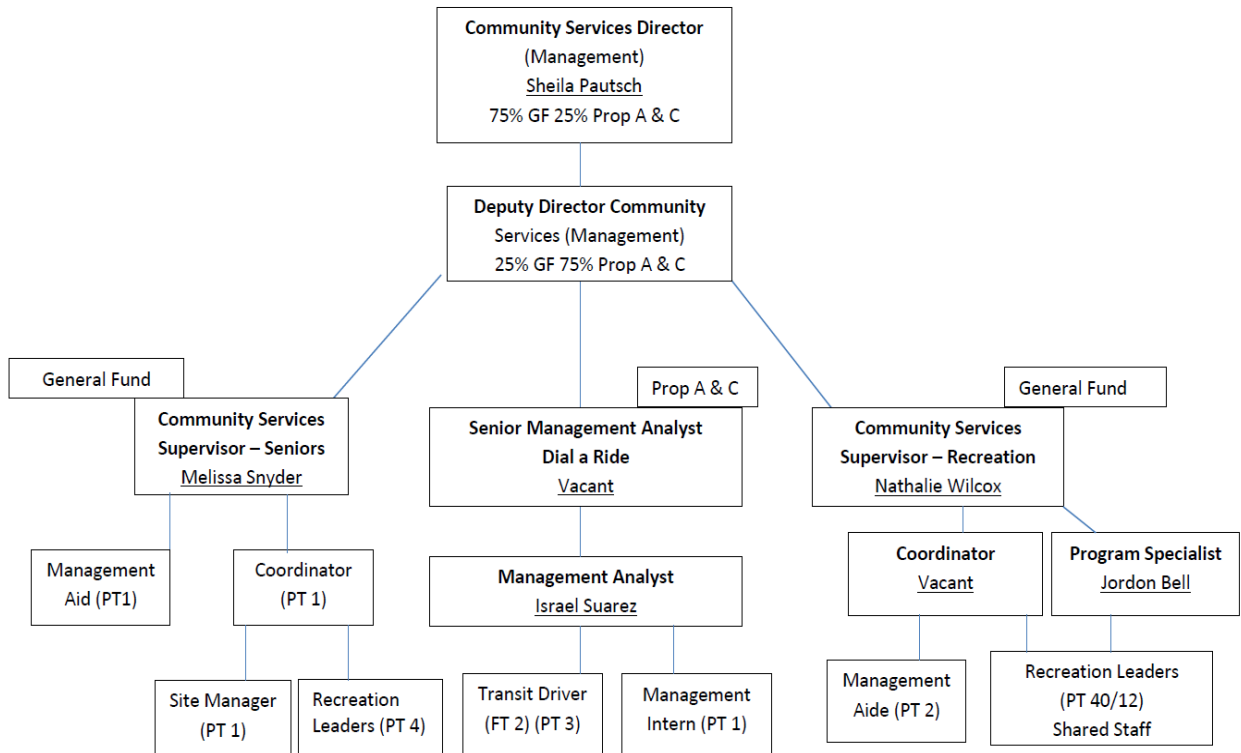 Community Services Director
(Management)
Sheila Pautsch
75% GF 25% Prop A & C
Deputy Director Community
Services (Management)
25% GF 75% Prop A & C
General Fund
Community Services
Supervisor – Seniors
Melissa Snyder
Prop A & C
Senior Management Analyst
Dial a Ride
Vacant
General Fund
Community Services
Supervisor – Recreation
Nathalie Wilcox
Management
Aid (PT1)
Coordinator
(PT 1)
Management Analyst
Israel Suarez
Coordinator
Vacant
Program Specialist
Jordon Bell
Site Manager
(PT 1)
Recreation
Leaders (PT 4)
Transit Driver
(FT 2) (PT 3)
Management
Intern (PT 1)
Management
Aide (PT 2)
Recreation Leaders
(PT 40/12)
Shared Staff